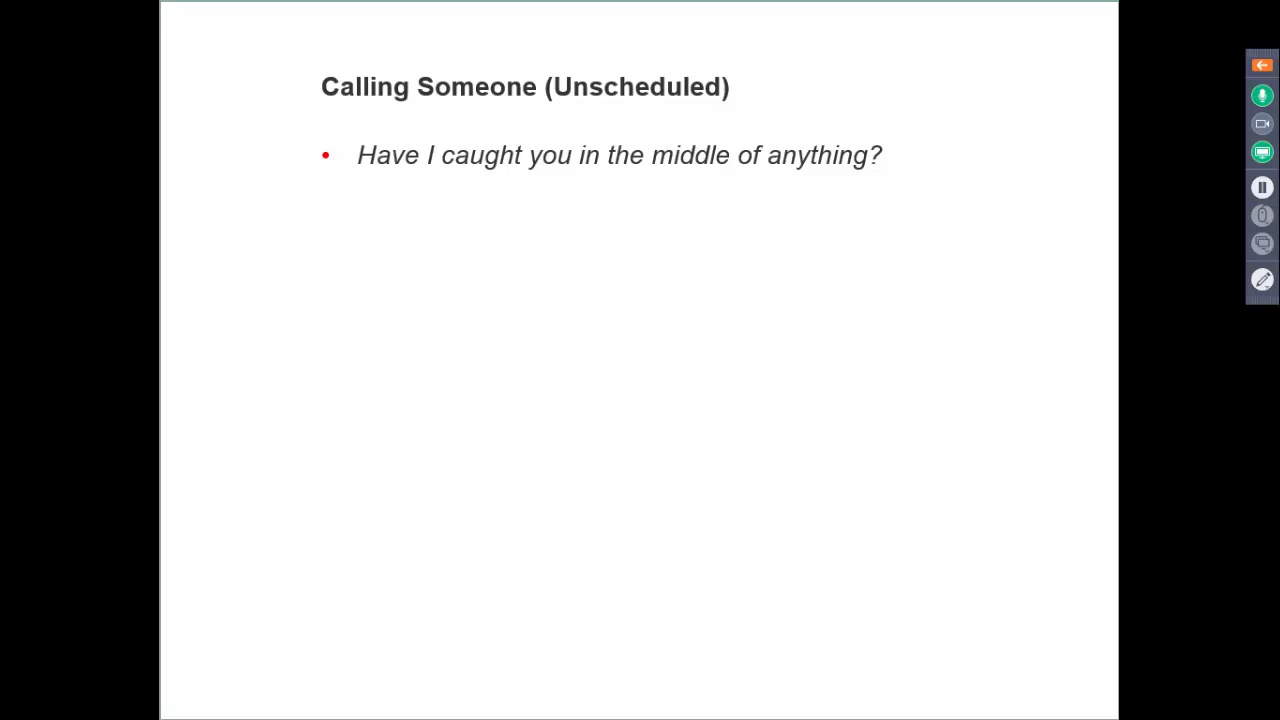 Calling Someone (Unscheduled)
• Have I caught you in the middle of anything?